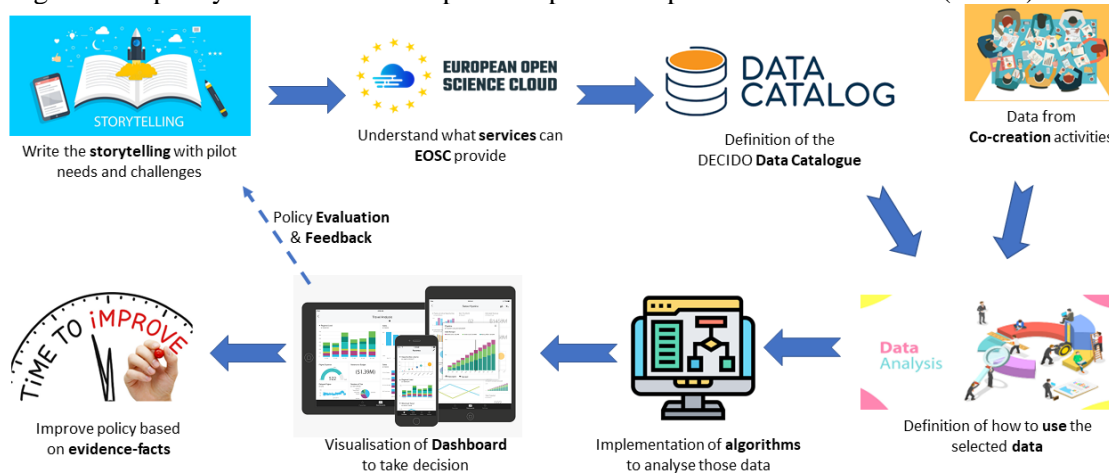 STORYTELLING
Write the storytelling with pilot
needs and challenges
EUROPEAN OPEN
SCIENCE CLOUD
Understand what services can
EOSC provide
DATA
CATALOG
Definition of the
DECIDO Data Catalogue
Data from
Co-creation activities
Policy Evaluation
& Feedback
TiME TO iMPROVE
Improve policy based
on evidence-facts
Visualisation of Dashboard
to take decision
Implementation of algorithms
to analyse those data
Data
Analysis
Definition of how to use the
selected data